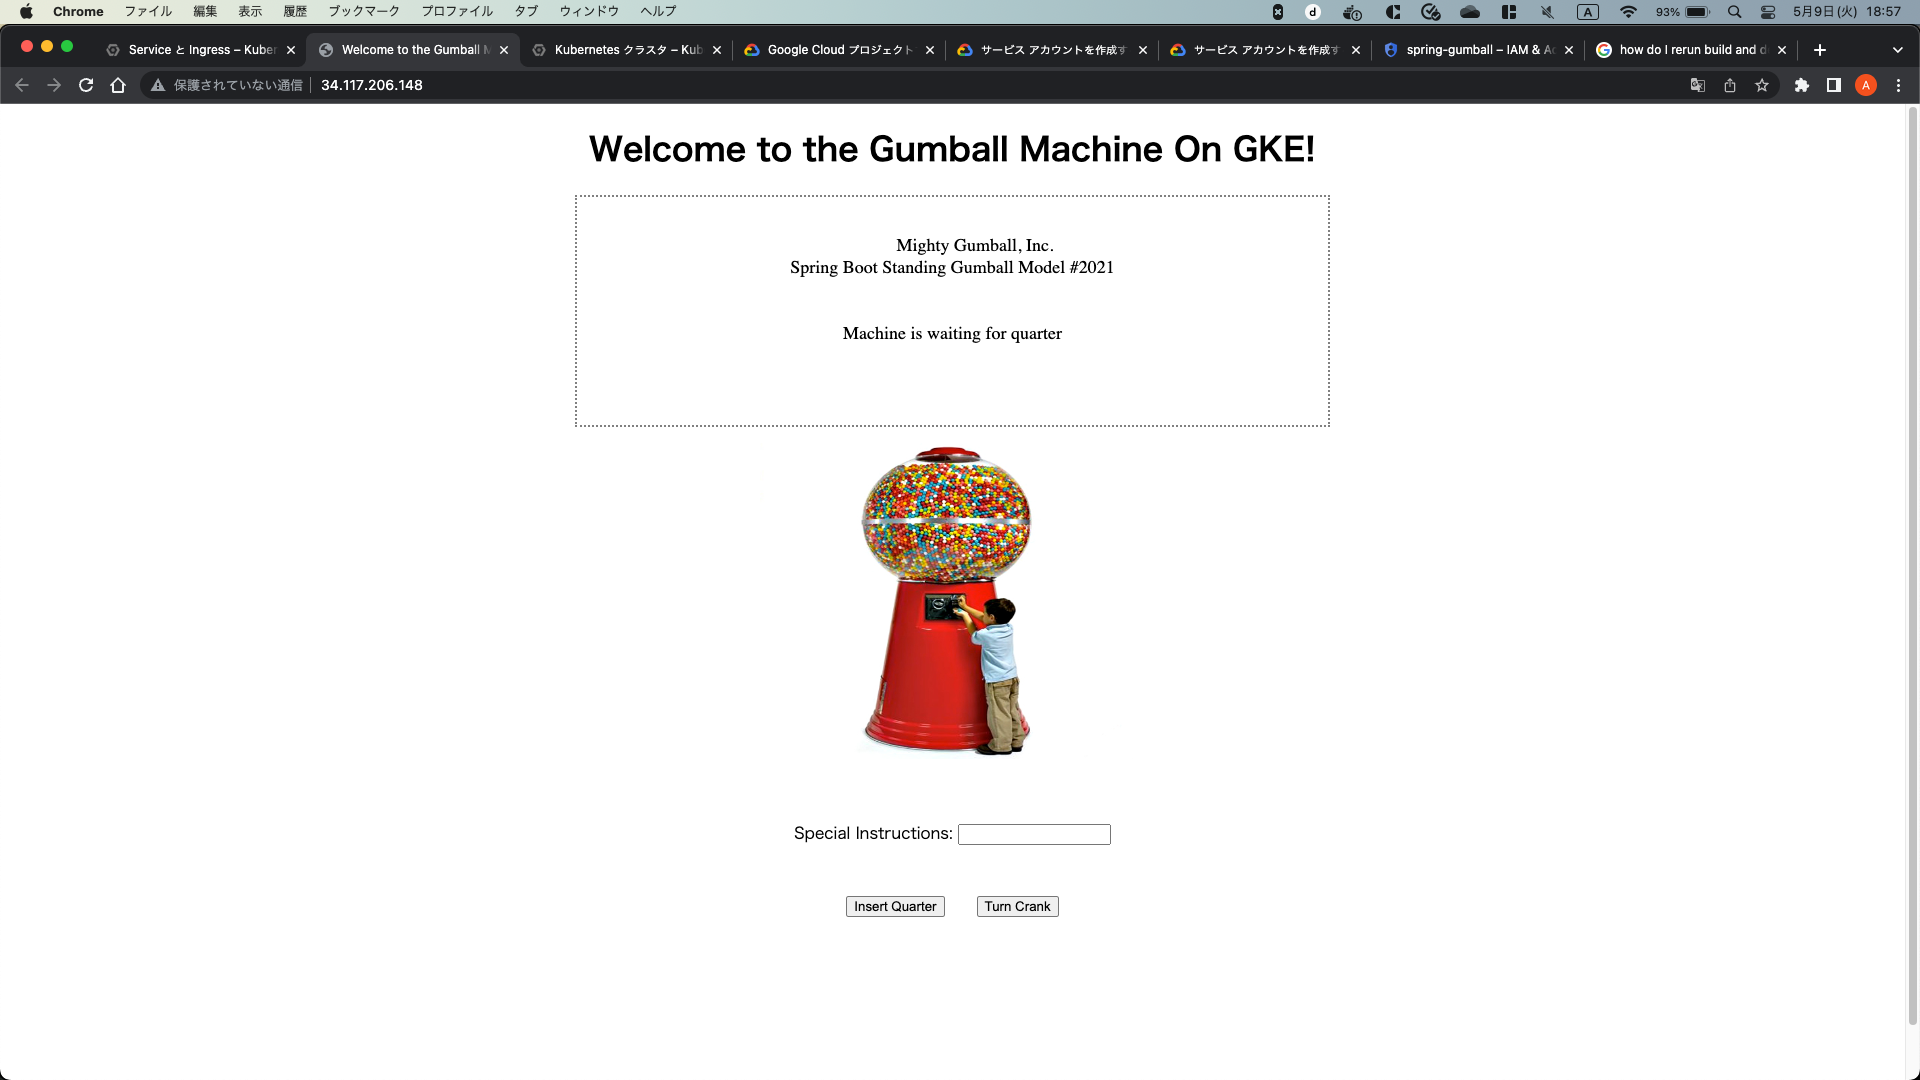 Chrome ファイル 編集 表示 履歴 ブックマーク プロファイル タブ ウィンドウ ヘルプ A 93% 5月9日(火) 18:57
Service と Ingress – Kuber Welcome to the Gumball M Kubernetes クラスタ – Kub Google Cloud プロジェクト サービス アカウントを作成す サービス アカウントを作成す spring-gumball – IAM & Ad how do I rerun build and d
保護されていない通信 34.117.206.148 A
Welcome to the Gumball Machine On GKE!
Mighty Gumball, Inc.
Spring Boot Standing Gumball Model #2021
Machine is waiting for quarter
Special Instructions:
Insert Quarter Turn Crank